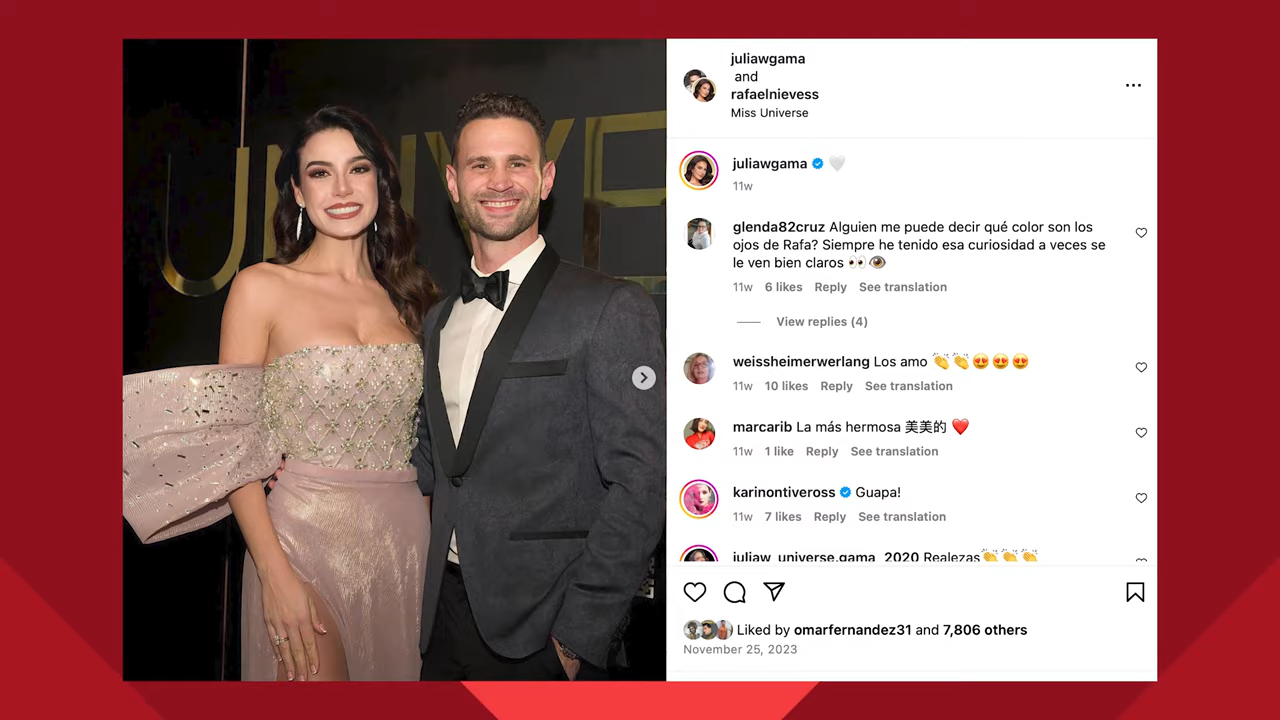 UNIVE
juliawgama
and
rafaelnievess
Miss Universe
juliawgama 🤍
11w
glenda82cruz Alguien me puede decir qué color son los
ojos de Rafa? Siempre he tenido esa curiosidad a veces se
le ven bien claros 👀👁️
11w 6 likes Reply See translation
View replies (4)
weissheimerwerlang Los amo 👏👏😍😍😍
11w 10 likes Reply See translation
marcarib La más hermosa 美美的 ❤️
11w 1 like Reply See translation
karinontiveross Guapa!
11w 7 likes Reply See translation
juliaw_universe.gama_2020 Realezas👏👏👏
Liked by omarfernandez31 and 7,806 others
November 25, 2023